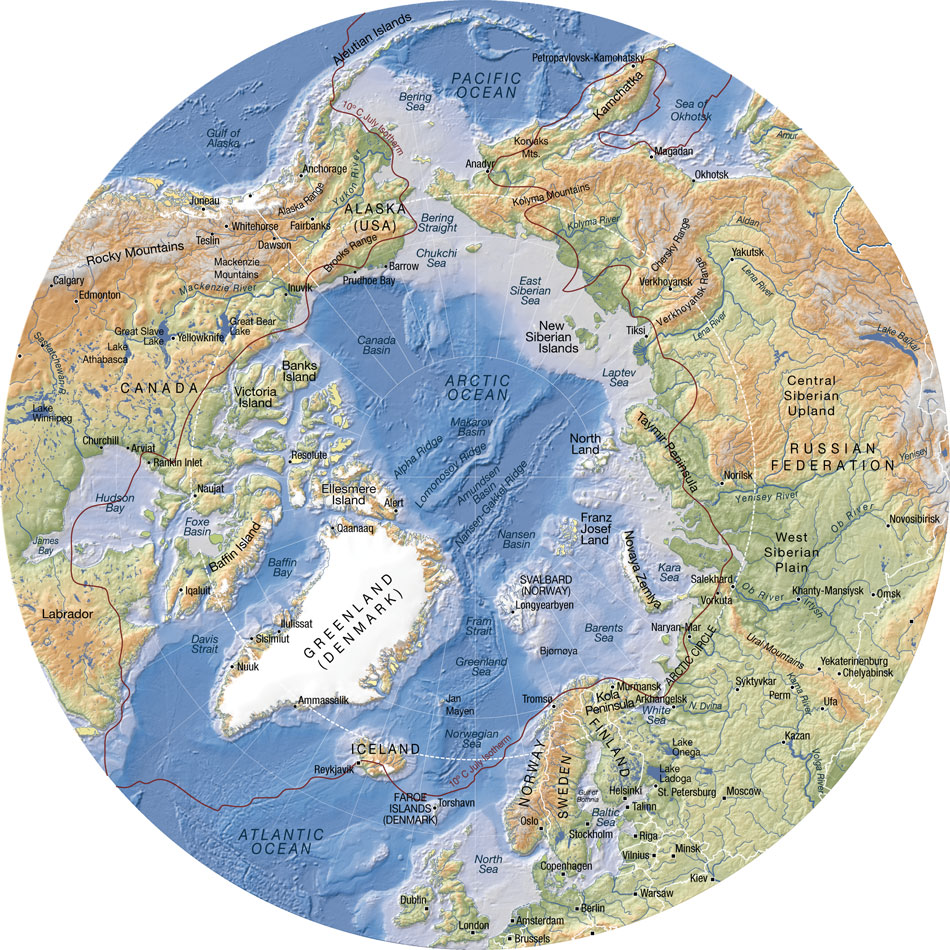 Aleutian Islands
PACIFIC
OCEAN
Petropavlovsk-Kamchatsky
Kamchatka
Bering
Sea
Sea of
Okhotsk
10° C July Isotherm
Gulf of
Alaska
Koryaks
Mts.
Magadan
Amur
Anadyr
Okhotsk
Anchorage
Yukon River
Alaska Range
Kolyma Mountains
Juneau
ALASKA
(USA)
Whitehorse
Fairbanks
Bering
Straight
Kolyma River
Aldan
Teslin
Dawson
Rocky Mountains
Brooks Range
Chukchi
Sea
Chersky Range
Yakutsk
Mackenzie
Mountains
Barrow
Prudhoe Bay
Calgary
Mackenzie River
Inuvik
East
Siberian
Sea
Verkhoyansk
Verkhoyansk Range
Lena River
Edmonton
Great Slave
Lake
Yellowknife
Great Bear
Lake
New
Siberian
Islands
Tiksi
Lena River
Lake Baikal
Lake
Athabasca
Canada
Basin
Saskatchewan R.
Banks
Island
Laptev
Sea
CANADA
Victoria
Island
ARCTIC
OCEAN
Central
Siberian
Upland
Lake
Winnipeg
Makarov
Basin
Taymir Peninsula
Churchill
Arviat
Rankin Inlet
Alpha Ridge
Lomonosov Ridge
North
Land
RUSSIAN
FEDERATION
Yenisey
Resolute
Amundsen
Basin
Nansen-Gakkel Ridge
Norilsk
Hudson
Bay
Naujat
Ellesmere
Island
Alert
Yenisey River
Foxe
Basin
Qaanaaq
Franz
Josef
Land
Ob River
Novosibirsk
James
Bay
Baffin Island
Nansen
Basin
West
Siberian
Plain
Baffin
Bay
Novaya Zemlya
Kara
Sea
Iqaluit
GREENLAND
(DENMARK)
SVALBARD
(NORWAY)
Longyearbyen
Salekhard
Ob River
Khanty-Mansiysk
Omsk
Labrador
Vorkuta
Irtysh
Ilulissat
Fram
Strait
Barents
Sea
Naryan-Mar
ARCTIC CIRCLE
Davis
Strait
Sisimiut
Bjørnøya
Ural Mountains
Nuuk
Greenland
Sea
Yekaterinenburg
Chelyabinsk
Syktyvkar
Perm
Kama River
Ammassalik
Jan
Mayen
Tromsø
Murmansk
Kola
Peninsula
Arkhangelsk
White
Sea
N. Dvina
Ufa
Norwegian
Sea
FINLAND
Kazan
ICELAND
Reykjavik
10° C July Isotherm
NORWAY
SWEDEN
Lake
Onega
Volga River
Lake
Ladoga
FAROE
ISLANDS
(DENMARK)
Torshavn
Helsinki
St. Petersburg
Moscow
Talinn
ATLANTIC
OCEAN
Oslo
Baltic
Sea
Stockholm
Riga
North
Sea
Vilnius
Minsk
Copenhagen
Kiev
Warsaw
Dublin
Berlin
London
Amsterdam
Brussels